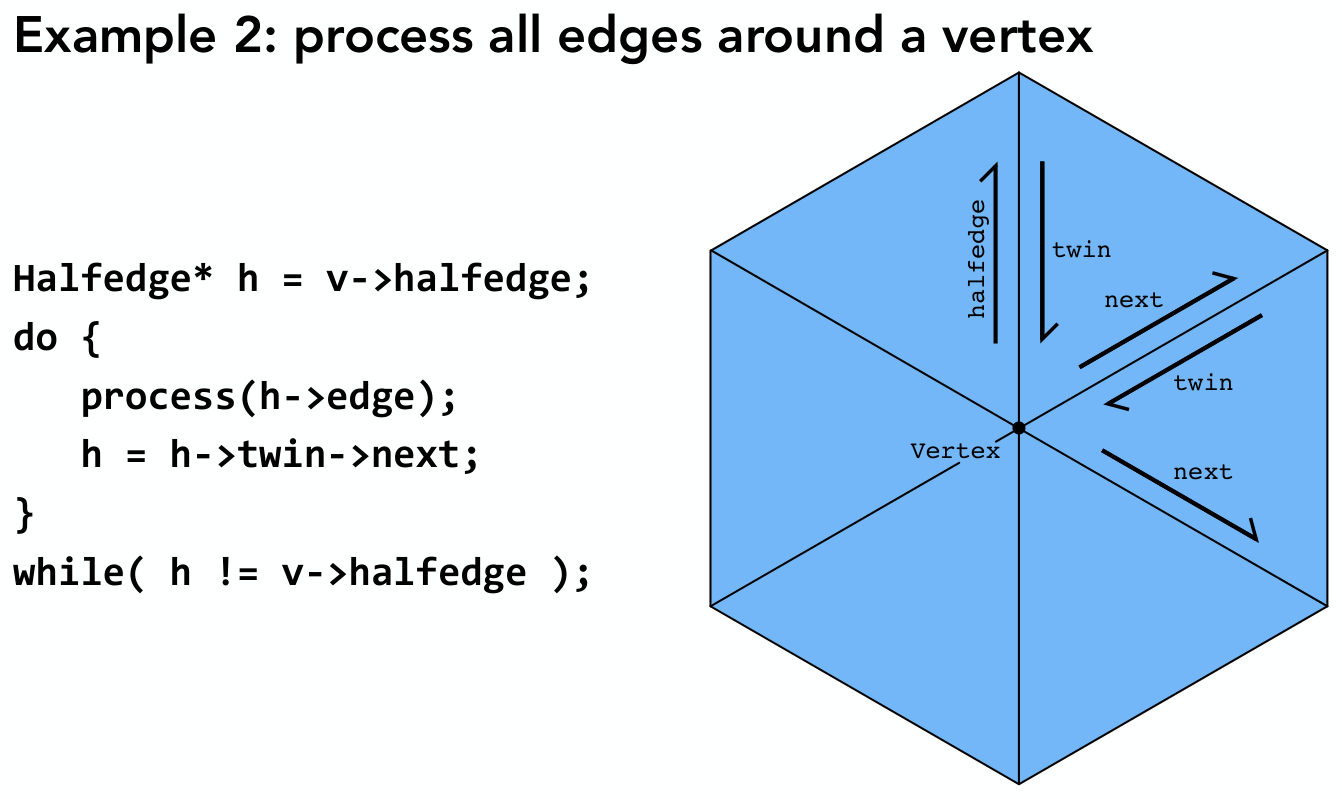 Example 2: process all edges around a vertex
Halfedge* h = v->halfedge;
do {
   process(h->edge);
   h = h->twin->next;
}
while( h != v->halfedge );
halfedge
twin
next
twin
Vertex
next